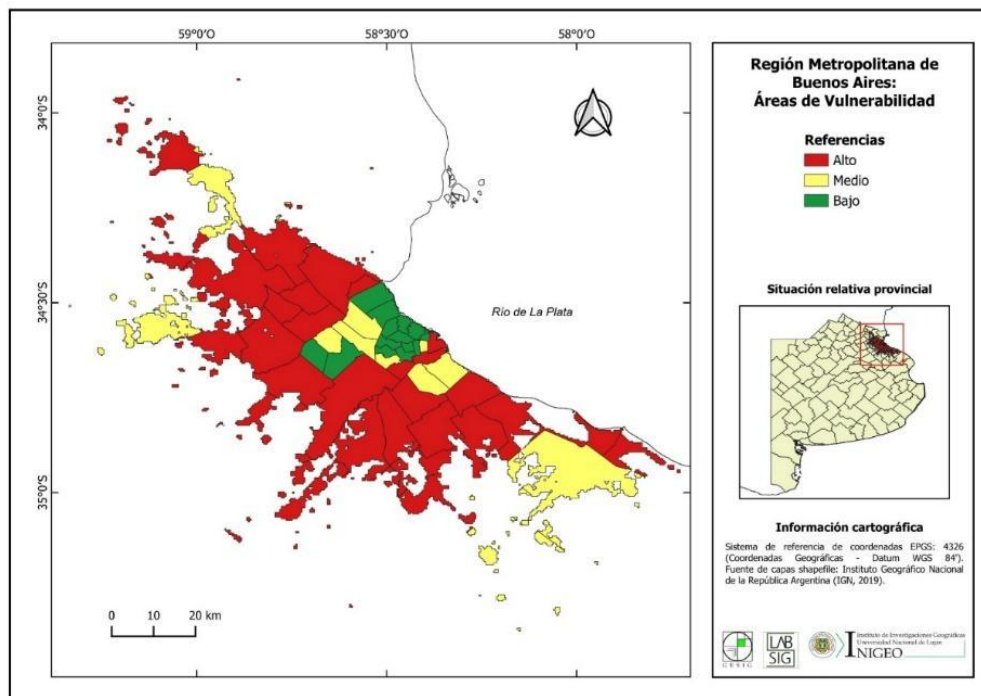 59°0'O 58°30'O 58°0'O
34°0'S
34°30'S
35°0'S
Río de La Plata
0 10 20 km
Región Metropolitana de
Buenos Aires:
Áreas de Vulnerabilidad
Referencias
Alto
Medio
Bajo
Situación relativa provincial
Información cartográfica
Sistema de referencia de coordenadas EPGS: 4326
(Coordenadas Geográficas - Datum WGS 84').
Fuente de capas shapefile: Instituto Geográfico Nacional
de la República Argentina (IGN, 2019).
GESIG
LAB
SIG
Instituto de Investigaciones Geográficas
Universidad Nacional de Luján
INIGEO